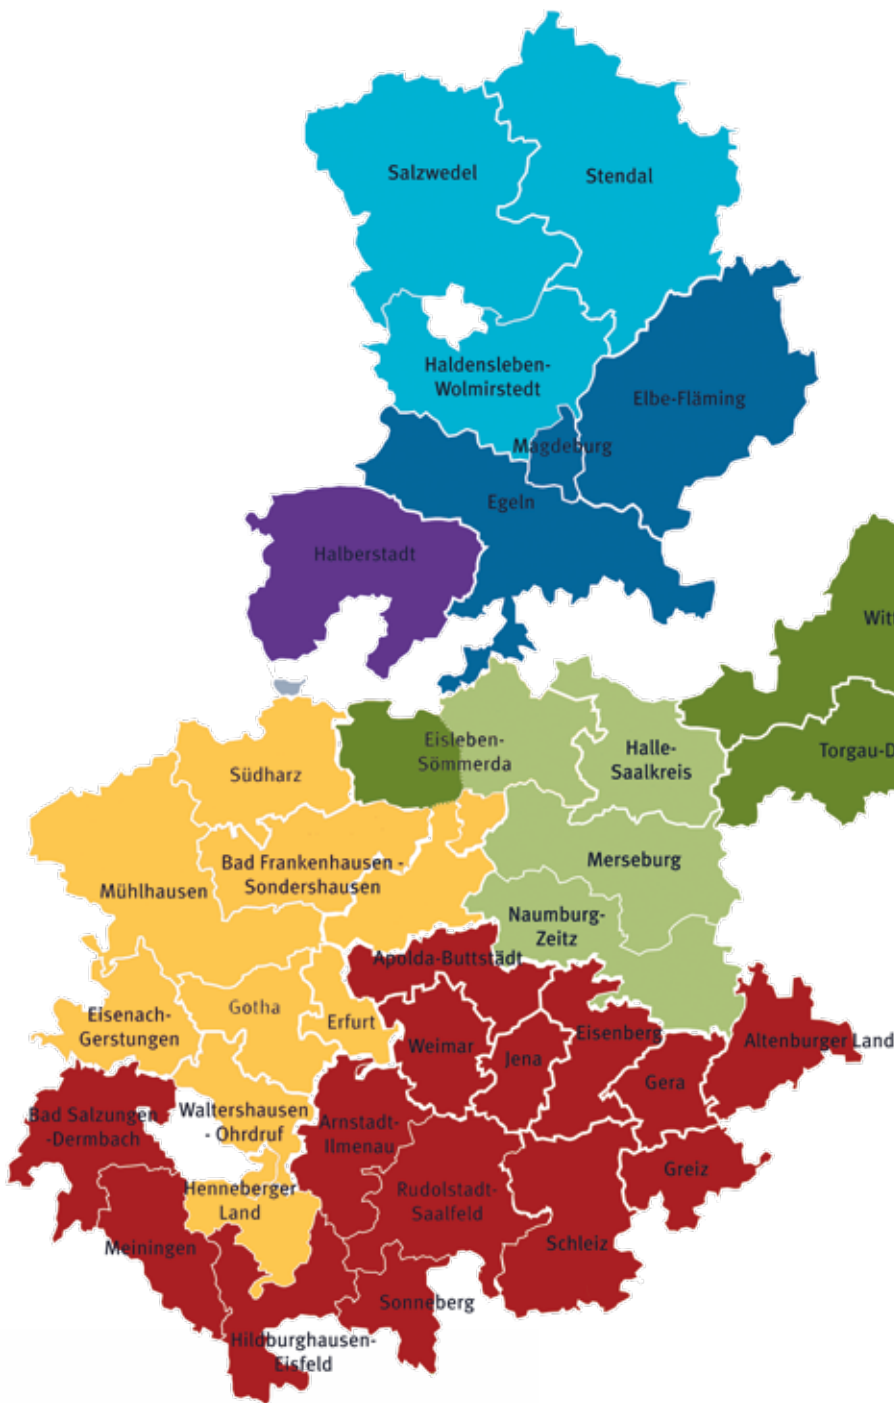 Salzwedel
Stendal
Haldensleben-
Wolmirstedt
Elbe-Fläming
Magdeburg
Egeln
Halberstadt
Witt
Eisleben-
Sömmerda
Halle-
Saalkreis
Torgau-D
Südharz
Bad Frankenhausen -
Sondershausen
Merseburg
Mühlhausen
Naumburg-
Zeitz
Apolda-Buttstädt
Eisenach-
Gerstungen
Gotha
Erfurt
Weimar
Jena
Eisenberg
Altenburger Land
Gera
Bad Salzungen
-Dermbach
Waltershausen
- Ohrdruf
Arnstadt-
Ilmenau
Greiz
Henneberger
Land
Rudolstadt-
Saalfeld
Meiningen
Schleiz
Sonneberg
Hildburghausen-
Eisfeld